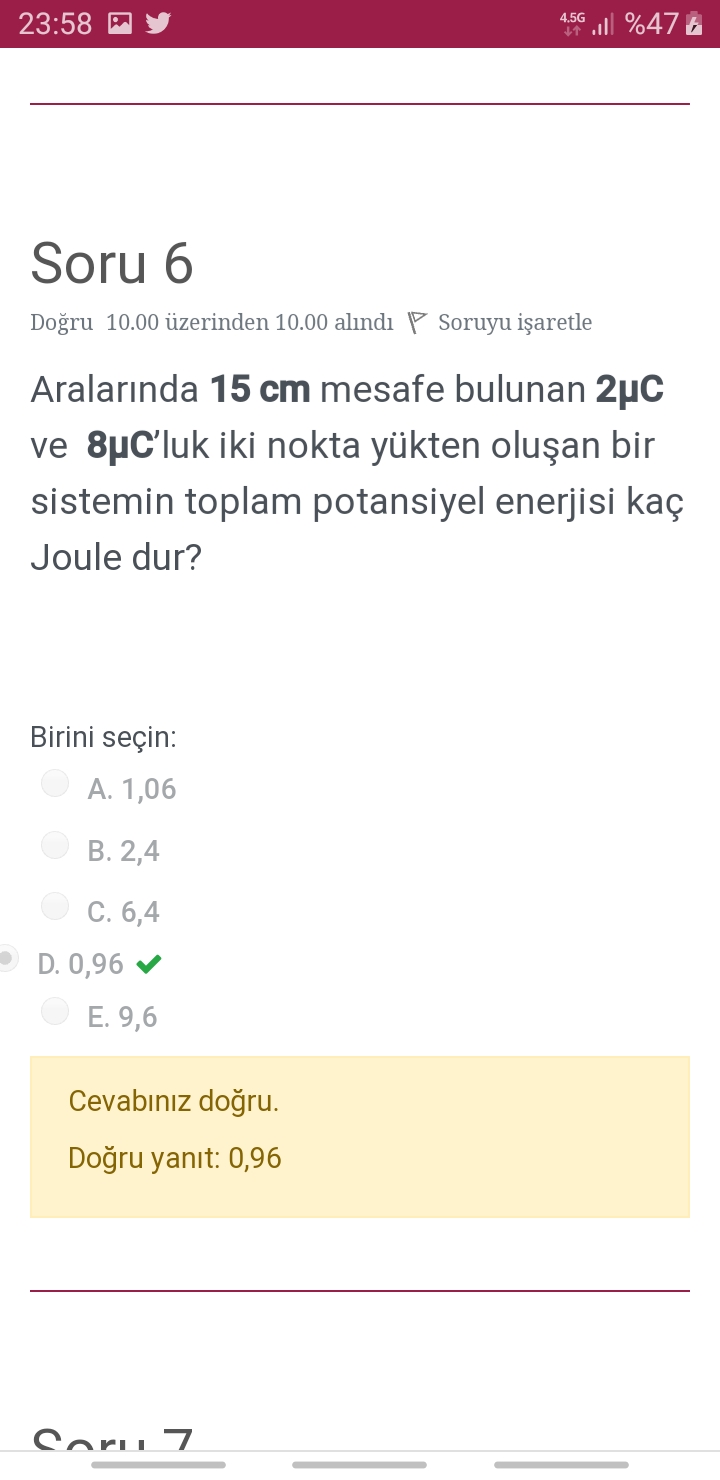 23:58 4.5G %47
Soru 6
Doğru 10.00 üzerinden 10.00 alındı Soruyu işaretle
Aralarında 15 cm mesafe bulunan 2µC
ve 8µC'luk iki nokta yükten oluşan bir
sistemin toplam potansiyel enerjisi kaç
Joule dur?
Birini seçin:
A. 1,06
B. 2,4
C. 6,4
D. 0,96
E. 9,6
Cevabınız doğru.
Doğru yanıt: 0,96
Soru 7